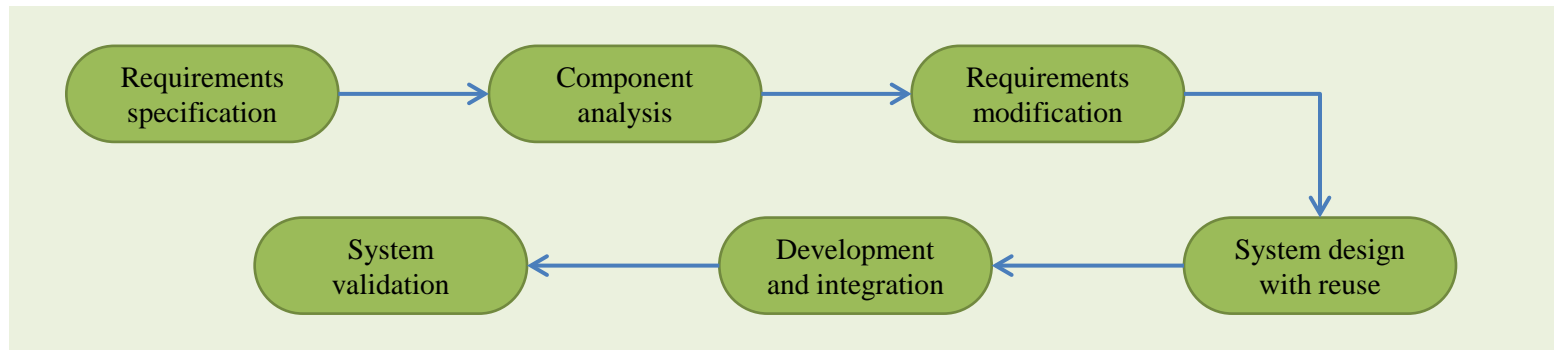 Requirements
specification
Component
analysis
Requirements
modification
System design
with reuse
Development
and integration
System
validation